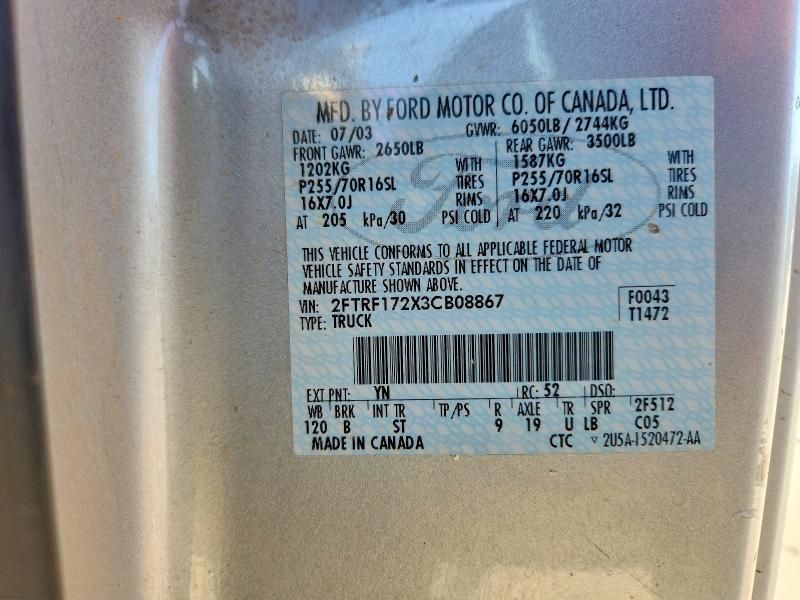 MFD. BY FORD MOTOR CO. OF CANADA, LTD.
DATE: 07/03 GVWR: 6050LB/ 2744KG
FRONT GAWR: 2650LB REAR GAWR: 3500LB
1202KG WITH 1587KG WITH
P255/70R16SL TIRES P255/70R16SL TIRES
16X7.0J RIMS 16X7.0J RIMS
AT 205 kPa/30 PSI COLD AT 220 kPa/32 PSI COLD
Ford
THIS VEHICLE CONFORMS TO ALL APPLICABLE FEDERAL MOTOR
VEHICLE SAFETY STANDARDS IN EFFECT ON THE DATE OF
MANUFACTURE SHOWN ABOVE.
VIN: 2FTRF172X3CB08867 F0043
TYPE: TRUCK T1472
EXT PNT: YN RC: 52 DSO:
WB BRK INT TR TP/PS R AXLE TR SPR 2F512
120 B ST 9 19 U LB C05
MADE IN CANADA CTC ▽ 2U5A-1520472-AA